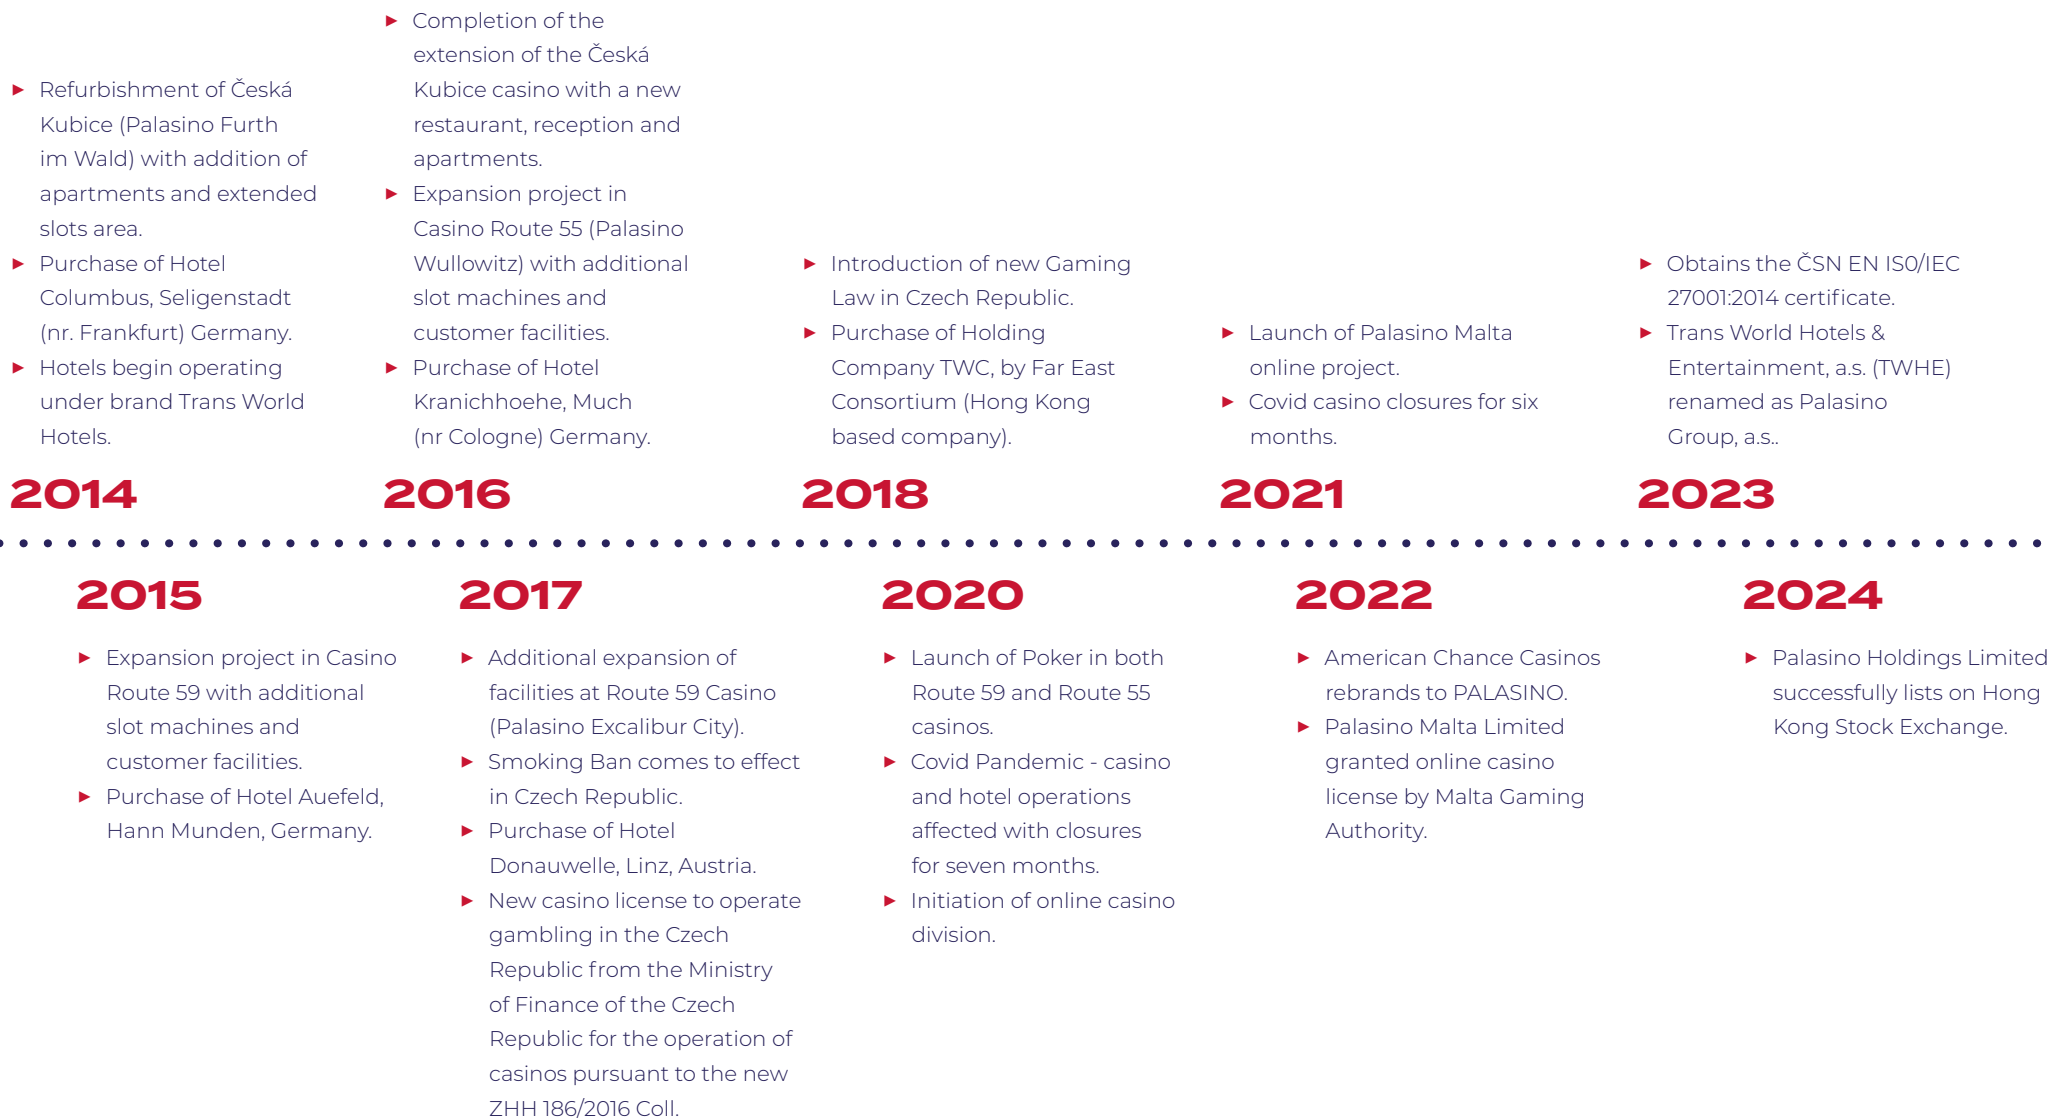 ► Refurbishment of Česká
Kubice (Palasino Furth
im Wald) with addition of
apartments and extended
slots area.
► Purchase of Hotel
Columbus, Seligenstadt
(nr. Frankfurt) Germany.
► Hotels begin operating
under brand Trans World
Hotels.
2014
► Completion of the
extension of the Česká
Kubice casino with a new
restaurant, reception and
apartments.
► Expansion project in
Casino Route 55 (Palasino
Wullowitz) with additional
slot machines and
customer facilities.
► Purchase of Hotel
Kranichhoehe, Much
(nr Cologne) Germany.
2016
► Introduction of new Gaming
Law in Czech Republic.
► Purchase of Holding
Company TWC, by Far East
Consortium (Hong Kong
based company).
2018
► Launch of Palasino Malta
online project.
► Covid casino closures for six
months.
2021
► Obtains the ČSN EN IS0/IEC
27001:2014 certificate.
► Trans World Hotels &
Entertainment, a.s. (TWHE)
renamed as Palasino
Group, a.s..
2023
2015
► Expansion project in Casino
Route 59 with additional
slot machines and
customer facilities.
► Purchase of Hotel Auefeld,
Hann Munden, Germany.
2017
► Additional expansion of
facilities at Route 59 Casino
(Palasino Excalibur City).
► Smoking Ban comes to effect
in Czech Republic.
► Purchase of Hotel
Donauwelle, Linz, Austria.
► New casino license to operate
gambling in the Czech
Republic from the Ministry
of Finance of the Czech
Republic for the operation of
casinos pursuant to the new
ZHH 186/2016 Coll.
2020
► Launch of Poker in both
Route 59 and Route 55
casinos.
► Covid Pandemic - casino
and hotel operations
affected with closures
for seven months.
► Initiation of online casino
division.
2022
► American Chance Casinos
rebrands to PALASINO.
► Palasino Malta Limited
granted online casino
license by Malta Gaming
Authority.
2024
► Palasino Holdings Limited
successfully lists on Hong
Kong Stock Exchange.